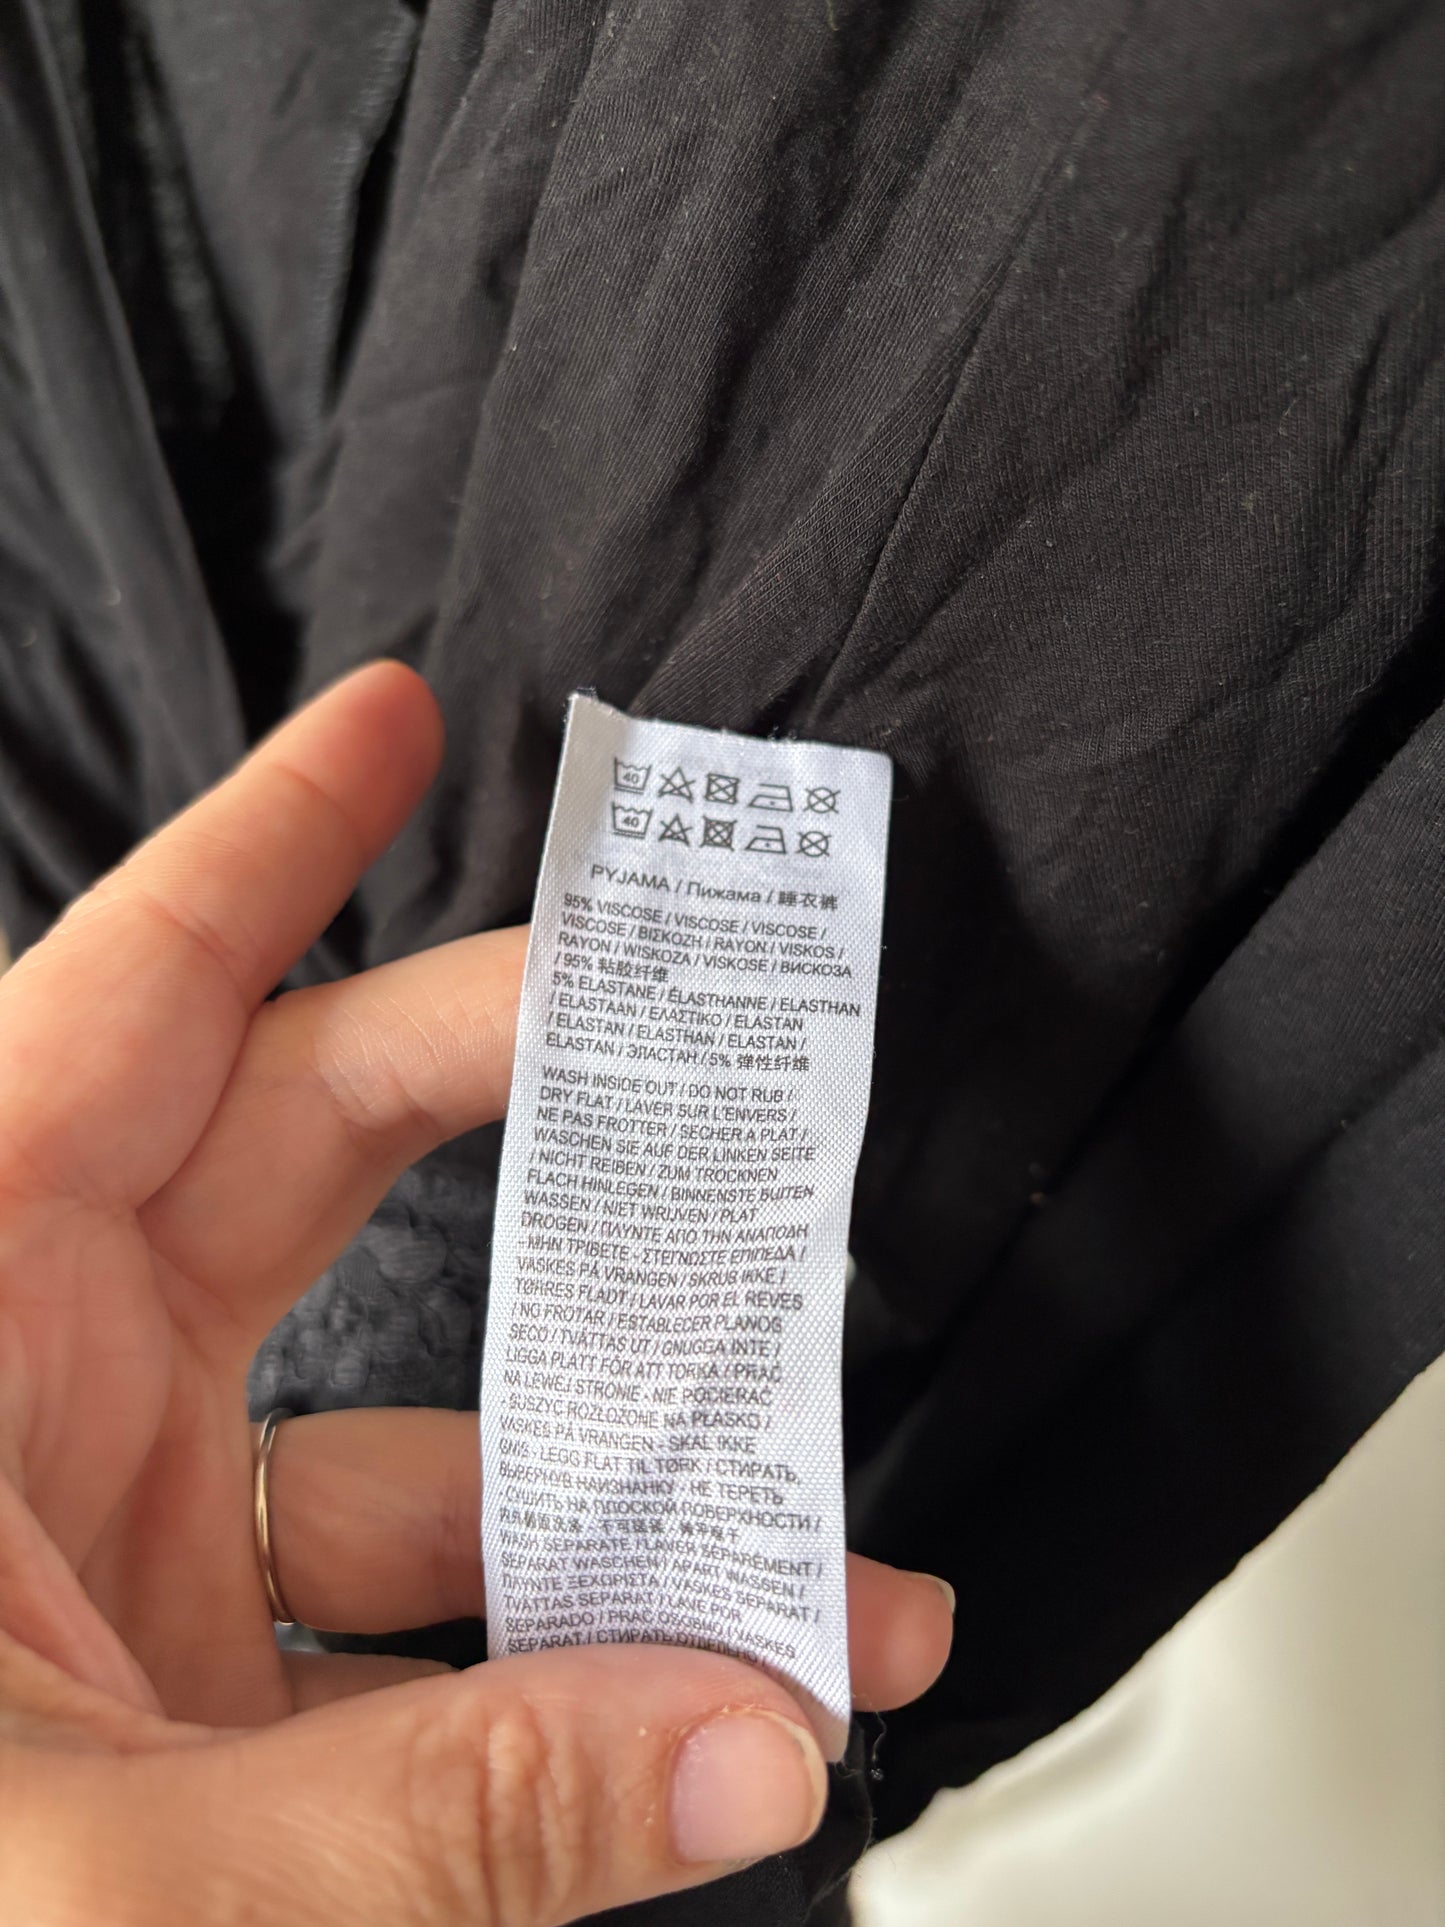 40
40
PYJAMA / Пижама / 睡衣裤
95% VISCOSE / VISCOSE / VISCOSE /
VISCOSE / ΒΙΣΚΟΖΗ / RAYON / VISKOS /
RAYON / WISKOZA / VISKOSE / ВИСКОЗА
/ 95% 粘胶纤维
5% ELASTANE / ÉLASTHANNE / ELASTHAN
/ ELASTAAN / ΕΛΑΣΤΙΚΟ / ELASTAN
/ ELASTAN / ELASTHAN / ELASTAN /
ELASTAN / ЭЛАСТАН / 5% 弹性纤维
WASH INSIDE OUT / DO NOT RUB /
DRY FLAT / LAVER SUR L'ENVERS /
NE PAS FROTTER / SECHER A PLAT /
WASCHEN SIE AUF DER LINKEN SEITE
/ NICHT REIBEN / ZUM TROCKNEN
FLACH HINLEGEN / BINNENSTE BUITEN
WASSEN / NIET WRIJVEN / PLAT
DROGEN / ΠΛΥΝΤΕ ΑΠΟ ΤΗΝ ΑΝΑΠΟΔΗ
- ΜΗΝ ΤΡΙΒΕΤΕ - ΣΤΕΓΝΩΣΤΕ ΕΠΙΠΕΔΑ /
VASKES PÅ VRANGEN / SKRUB IKKE /
TØRRES FLADT / LAVAR POR EL REVES
/ NO FROTAR / ESTABLECER PLANOS
SECO / TVÄTTAS UT / GNUGGA INTE /
LIGGA PLATT FÖR ATT TORKA / PRAĆ
NA LEWEJ STRONIE - NIE POCIERAĆ
- SUSZYĆ ROZŁOŻONE NA PŁASKO /
VASKES PÅ VRANGEN - SKAL IKKE
GNIS - LEGG FLAT TIL TØRK / СТИРАТЬ,
ВЫВЕРНУВ НАИЗНАНКУ - НЕ ТЕРЕТЬ
- СУШИТЬ НА ПЛОСКОЙ ПОВЕРХНОСТИ /
WASH SEPARATE / LAVER SEPAREMENT /
SEPARAT WASCHEN / APART WASSEN /
ΠΛΥΝΤΕ ΞΕΧΩΡΙΣΤΑ / VASKES SEPARAT /
TVÄTTAS SEPARAT / LAVE POR
SEPARADO / PRAĆ OSOBNO / VASKES
SEPARAT / СТИРАТЬ ОТДЕЛЬНО /